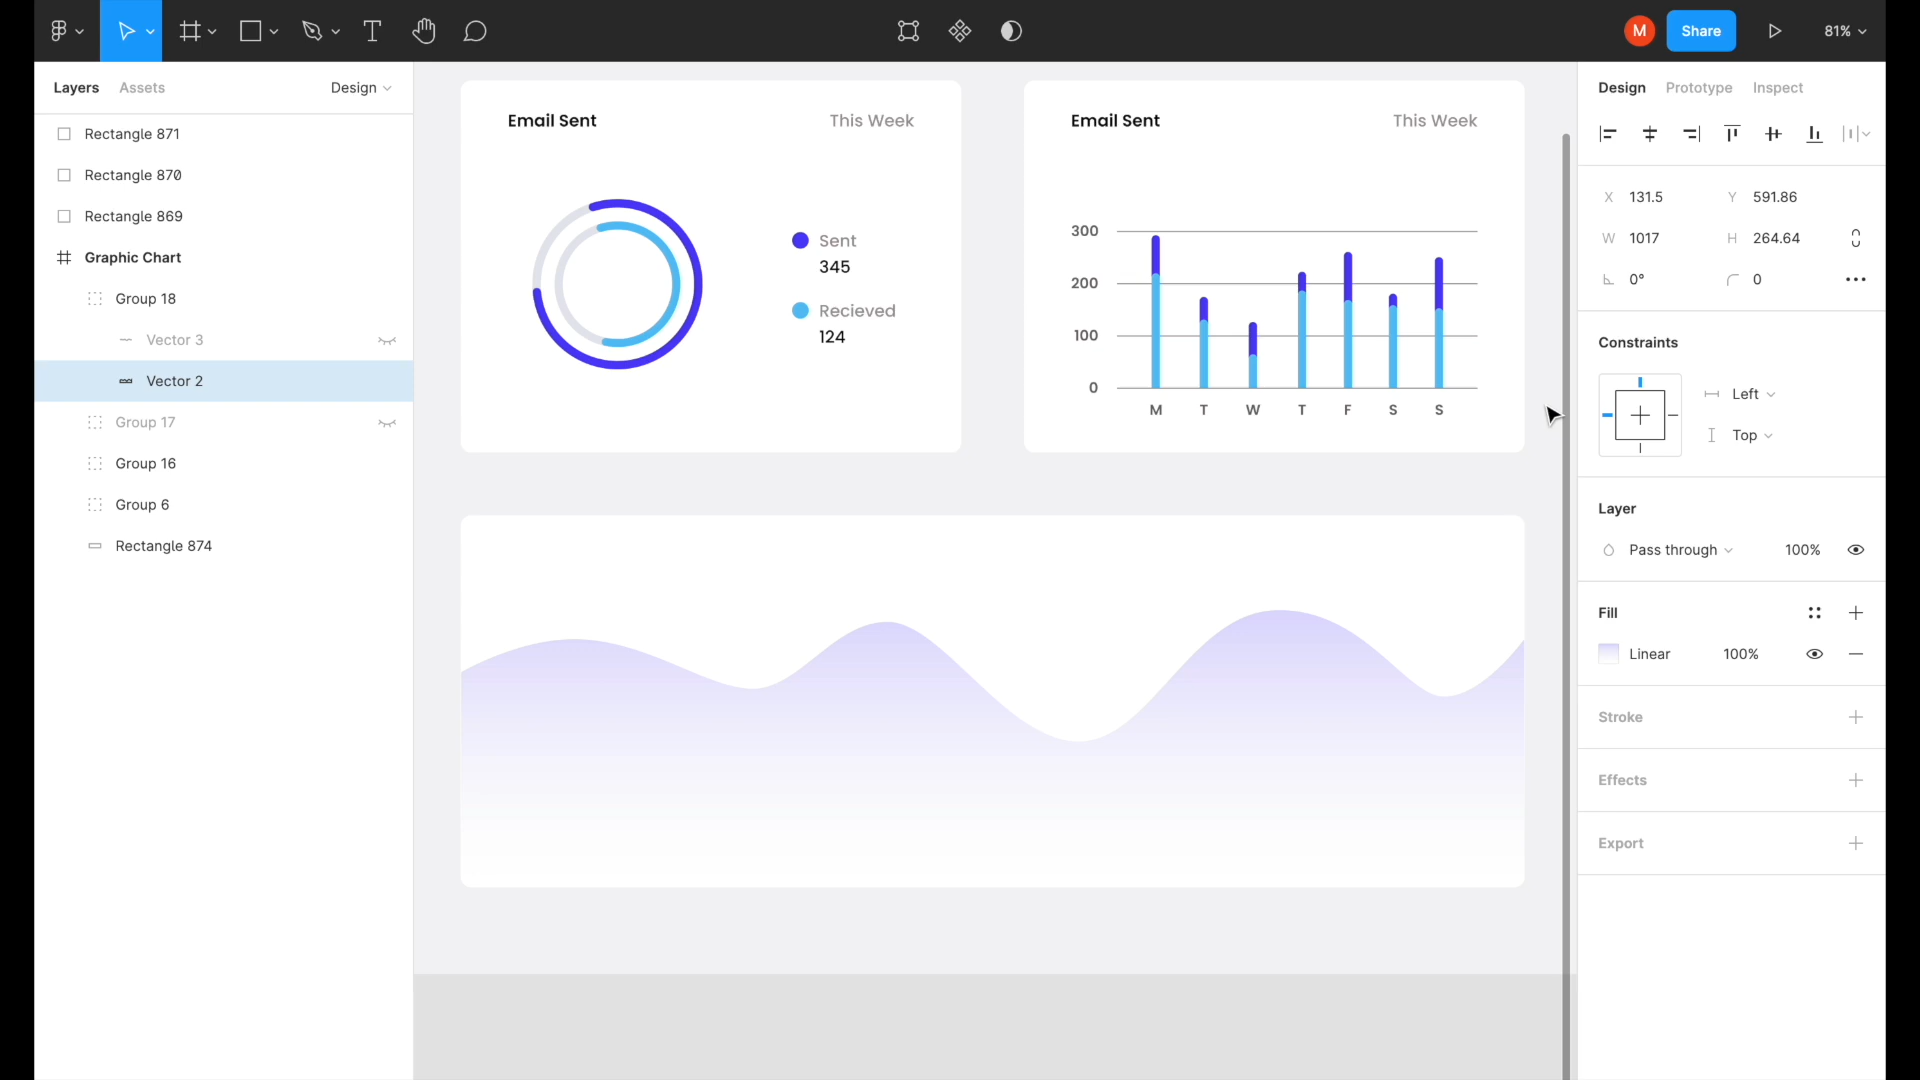 M
Share
81%
Layers
Assets
Design
Rectangle 871
Rectangle 870
Rectangle 869
Graphic Chart
Group 18
Vector 3
Vector 2
Group 17
Group 16
Group 6
Rectangle 874
Email Sent
This Week
Sent
345
Recieved
124
Email Sent
This Week
300
200
100
0
M T W T F S S
Design
Prototype
Inspect
X 131.5
Y 591.86
W 1017
H 264.64
0°
0
Constraints
Left
Top
Layer
Pass through
100%
Fill
Linear
100%
Stroke
Effects
Export